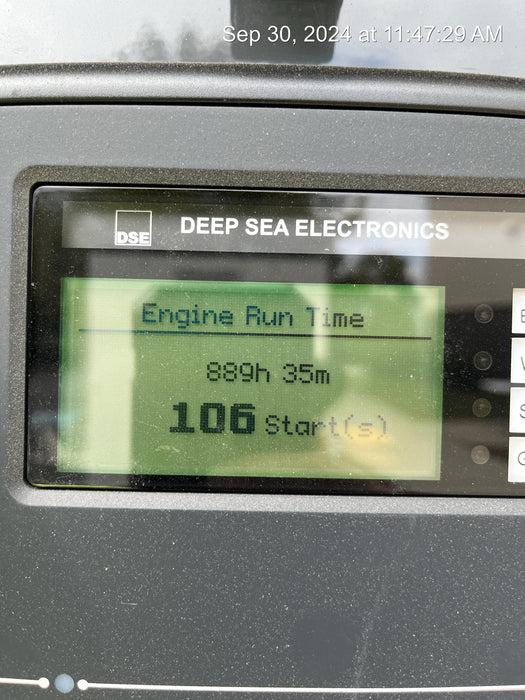 Sep 30, 2024 at 11:47:29 AM
DSE
DEEP SEA ELECTRONICS
Engine Run Time
889h 35m
106 Start(s)